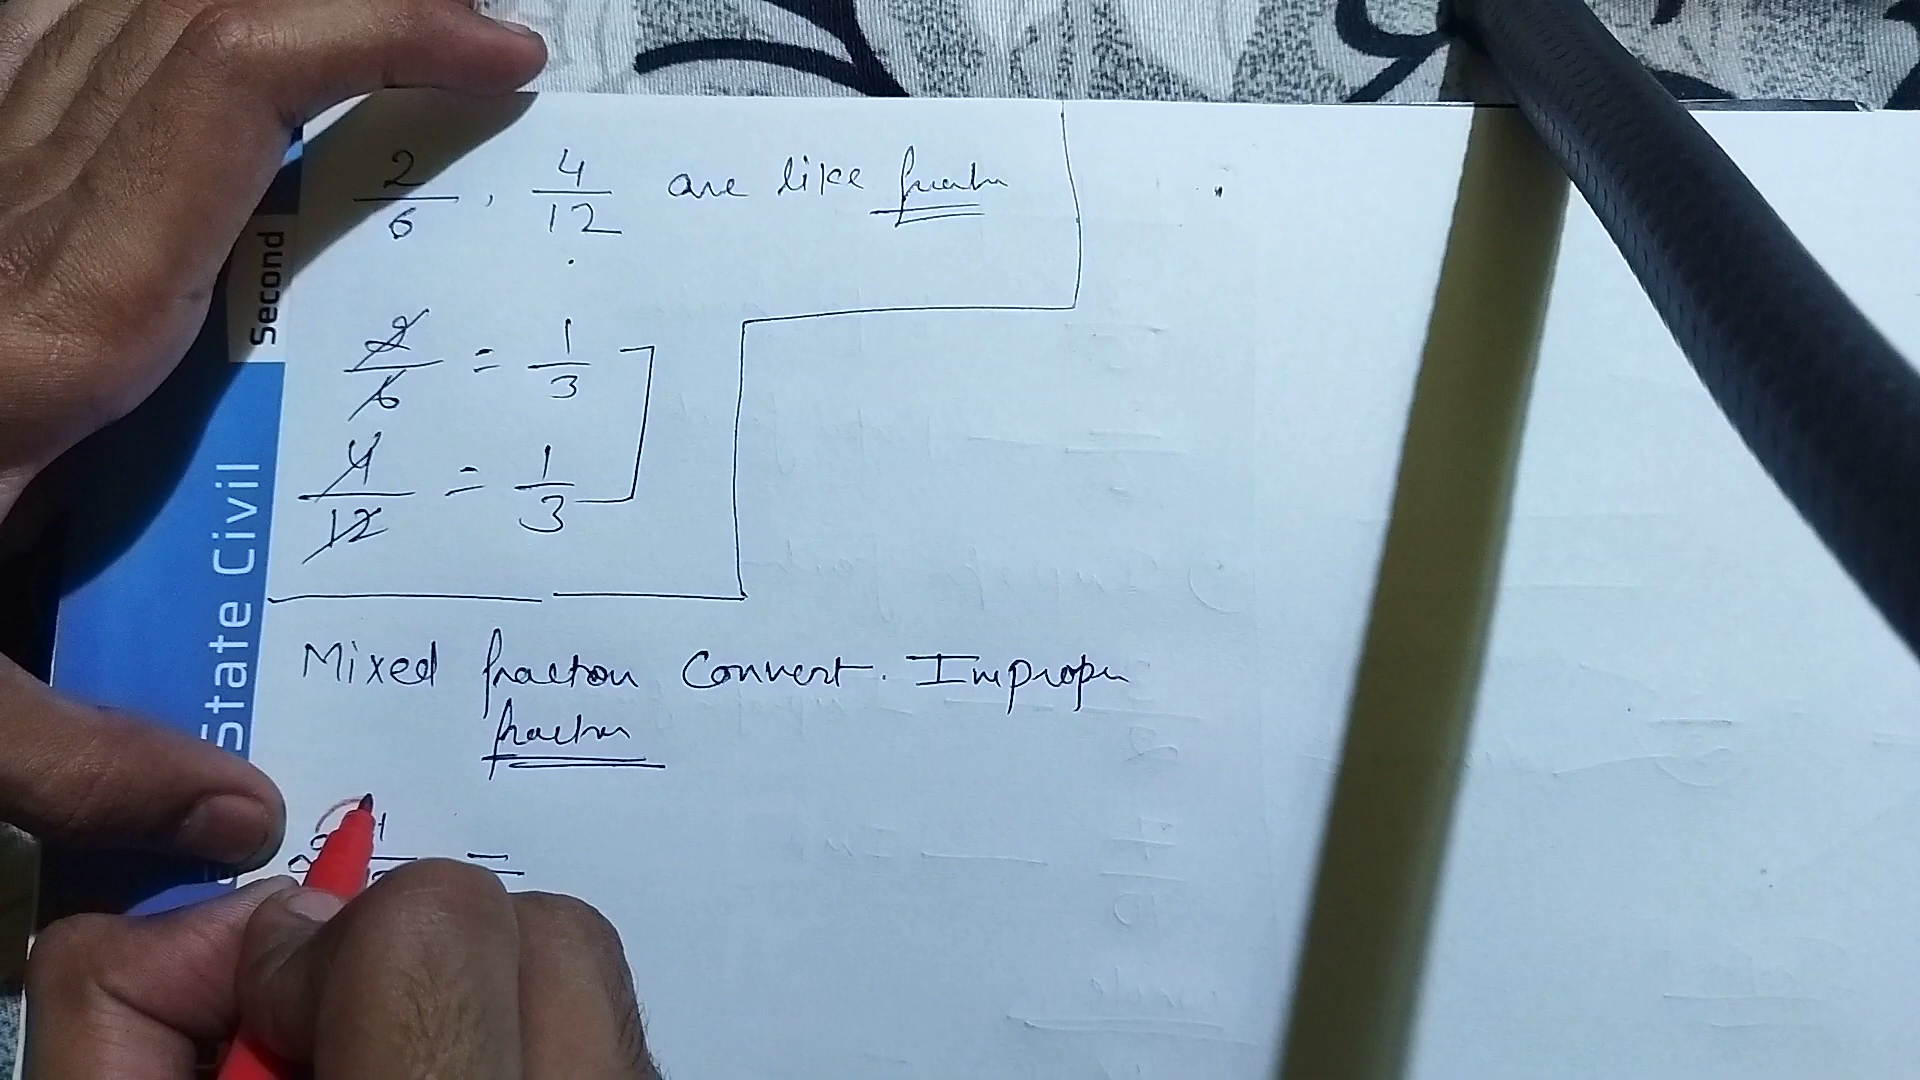 2/6 , 4/12 are like fraction
2/6 = 1/3
4/12 = 1/3
Mixed fraction Convert. Improper
fraction
=
Second
State Civil